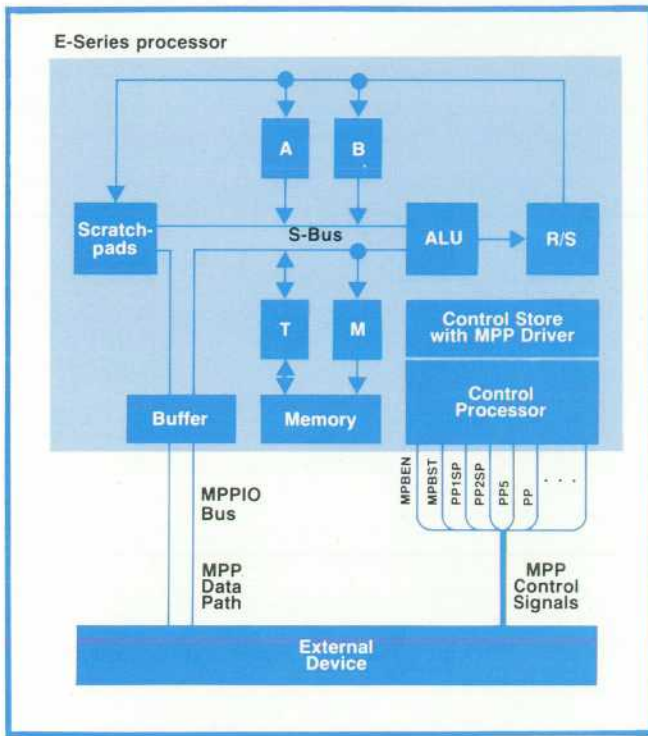 E-Series processor
A
B
Scratch-
pads
S-Bus
ALU
R/S
T
M
Control Store
with MPP Driver
Buffer
Memory
Control
Processor
MPBEN
MPBST
PP1SP
PP2SP
PP5
PP
. . .
MPPIO
Bus
MPP
Data
Path
MPP
Control
Signals
External
Device